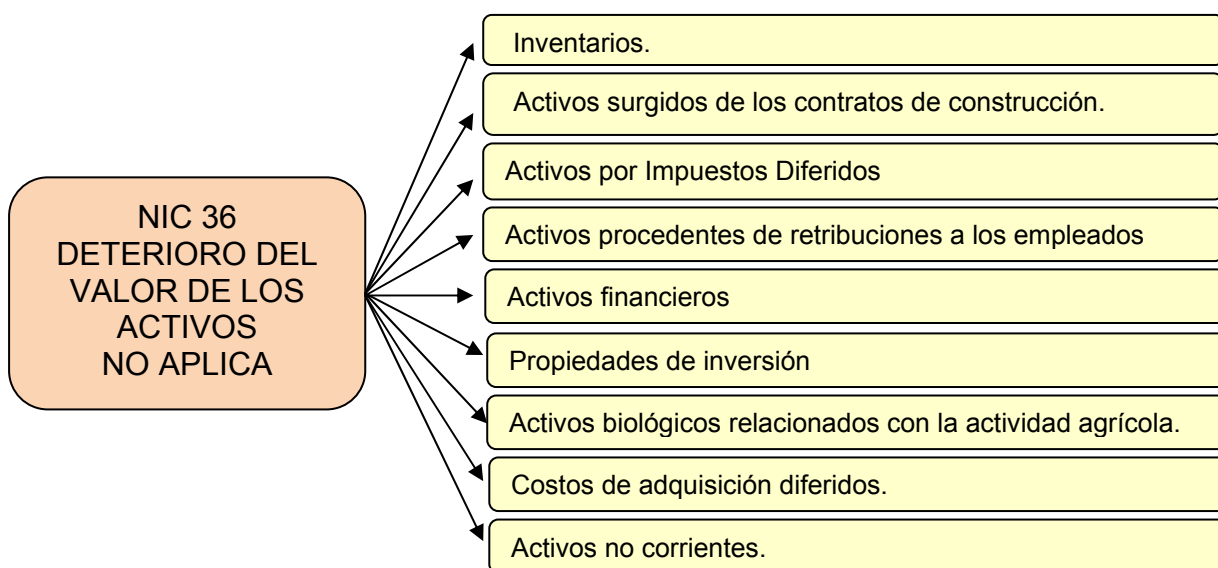 NIC 36
DETERIORO DEL
VALOR DE LOS
ACTIVOS
NO APLICA
Inventarios.
Activos surgidos de los contratos de construcción.
Activos por Impuestos Diferidos
Activos procedentes de retribuciones a los empleados
Activos financieros
Propiedades de inversión
Activos biológicos relacionados con la actividad agrícola.
Costos de adquisición diferidos.
Activos no corrientes.